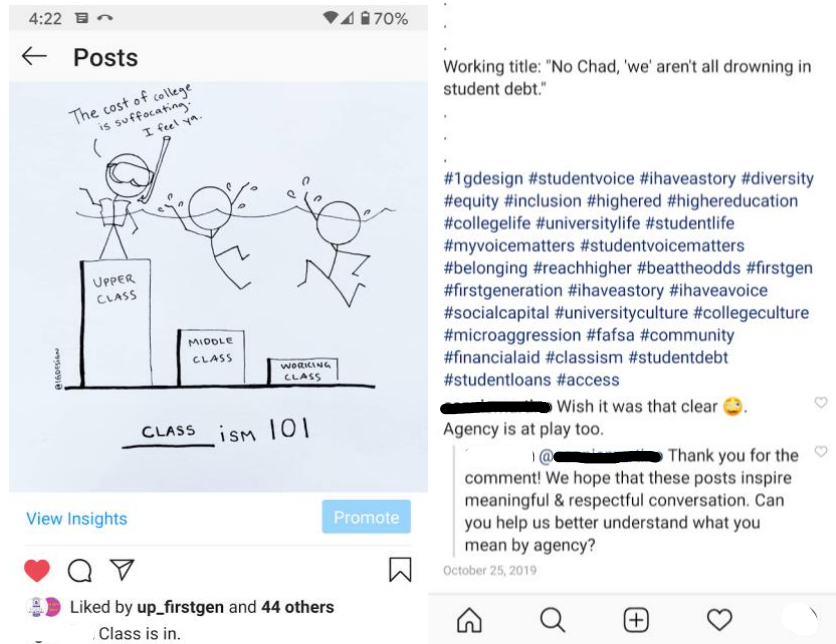 4:22 70%
Posts
The cost of college
is suffocating.
I feel ya.
UPPER
CLASS
MIDDLE
CLASS
WORKING
CLASS
@1GDESIGN
CLASS ism 101
View Insights
Promote
Liked by up_firstgen and 44 others
Class is in.
.
.
.
Working title: "No Chad, 'we' aren't all drowning in
student debt."
.
.
.
#1gdesign #studentvoice #ihaveastory #diversity
#equity #inclusion #highered #highereducation
#collegelife #universitylife #studentlife
#myvoicematters #studentvoicematters
#belonging #reachhigher #beattheodds #firstgen
#firstgeneration #ihaveastory #ihaveavoice
#socialcapital #universityculture #collegeculture
#microaggression #fafsa #community
#financialaid #classism #studentdebt
#studentloans #access
Wish it was that clear 🙄.
Agency is at play too.
@ Thank you for the
comment! We hope that these posts inspire
meaningful & respectful conversation. Can
you help us better understand what you
mean by agency?
October 25, 2019